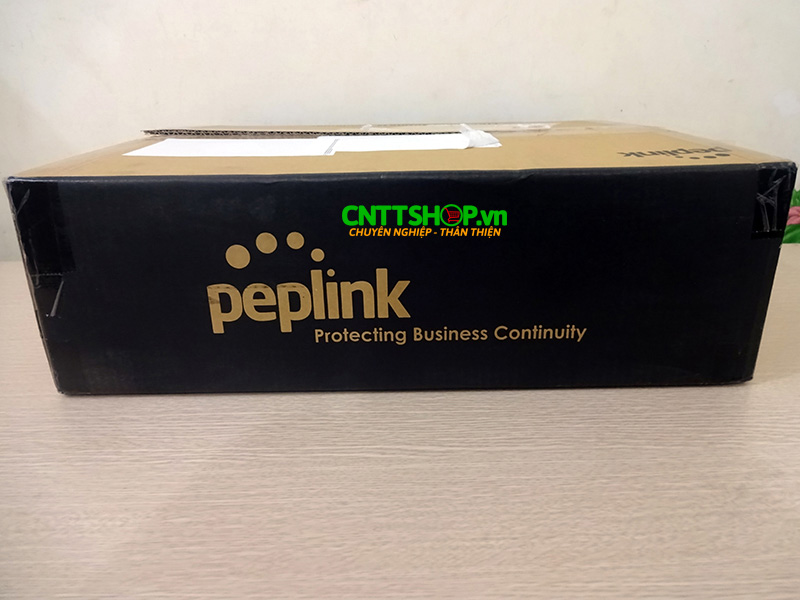 peplink
CNTTSHOP.vn
CHUYÊN NGHIỆP - THÂN THIỆN
peplink
Protecting Business Continuity